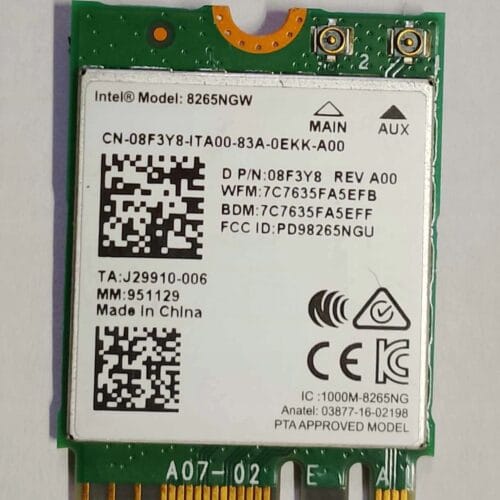 2
Intel® Model: 8265NGW
MAIN
AUX
CN-08F3Y8-ITA00-83A-0EKK-A00
D P/N:08F3Y8 REV A00
WFM:7C7635FA5EFB
BDM:7C7635FA5EFF
FCC ID:PD98265NGU
TA:J29910-006
MM:951129
Made in China
CE
IC :1000M-8265NG
Anatel: 03877-16-02198
PTA APPROVED MODEL
A07-02 E A